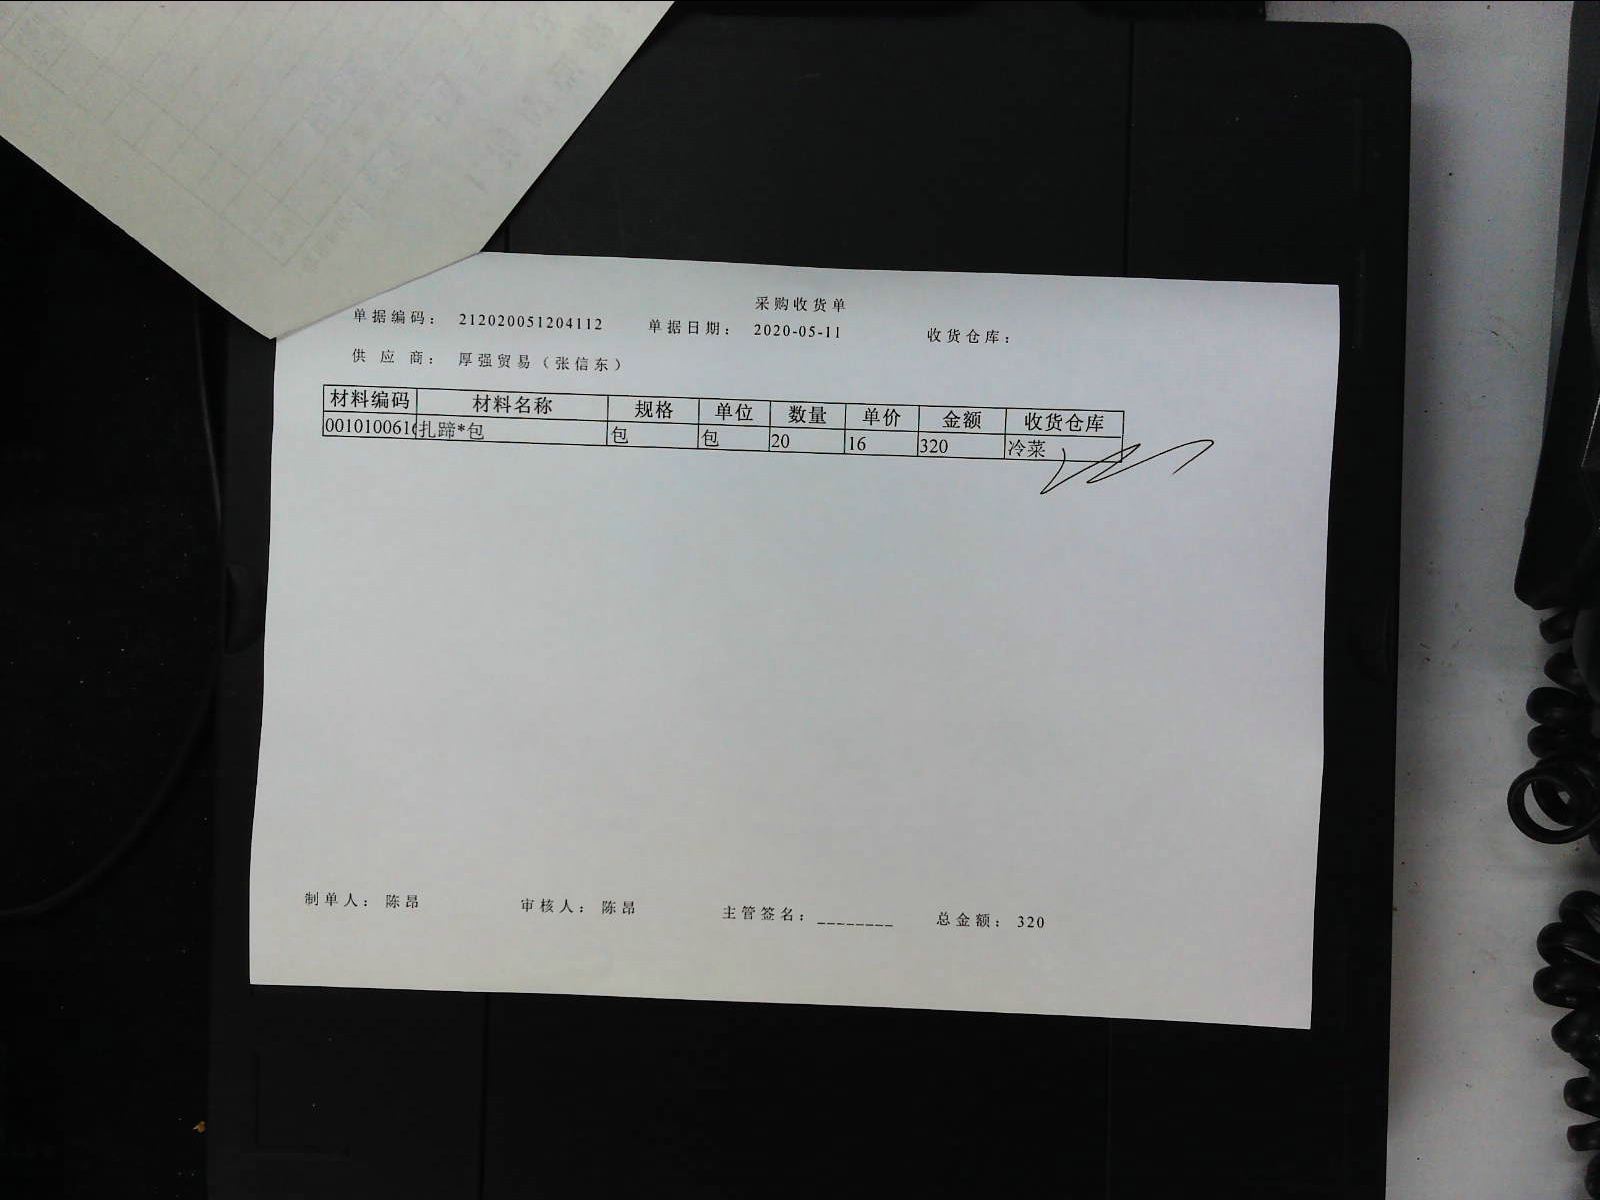 采购收货单
单据编码： 212020051204112 单据日期： 2020-05-11 收货仓库：
供 应 商： 厚强贸易（张信东）
材料编码 材料名称 规格 单位 数量 单价 金额 收货仓库
001010061 扎蹄*包 包 包 20 16 320 冷菜
制单人： 陈昂 审核人： 陈昂 主管签名：________ 总金额： 320